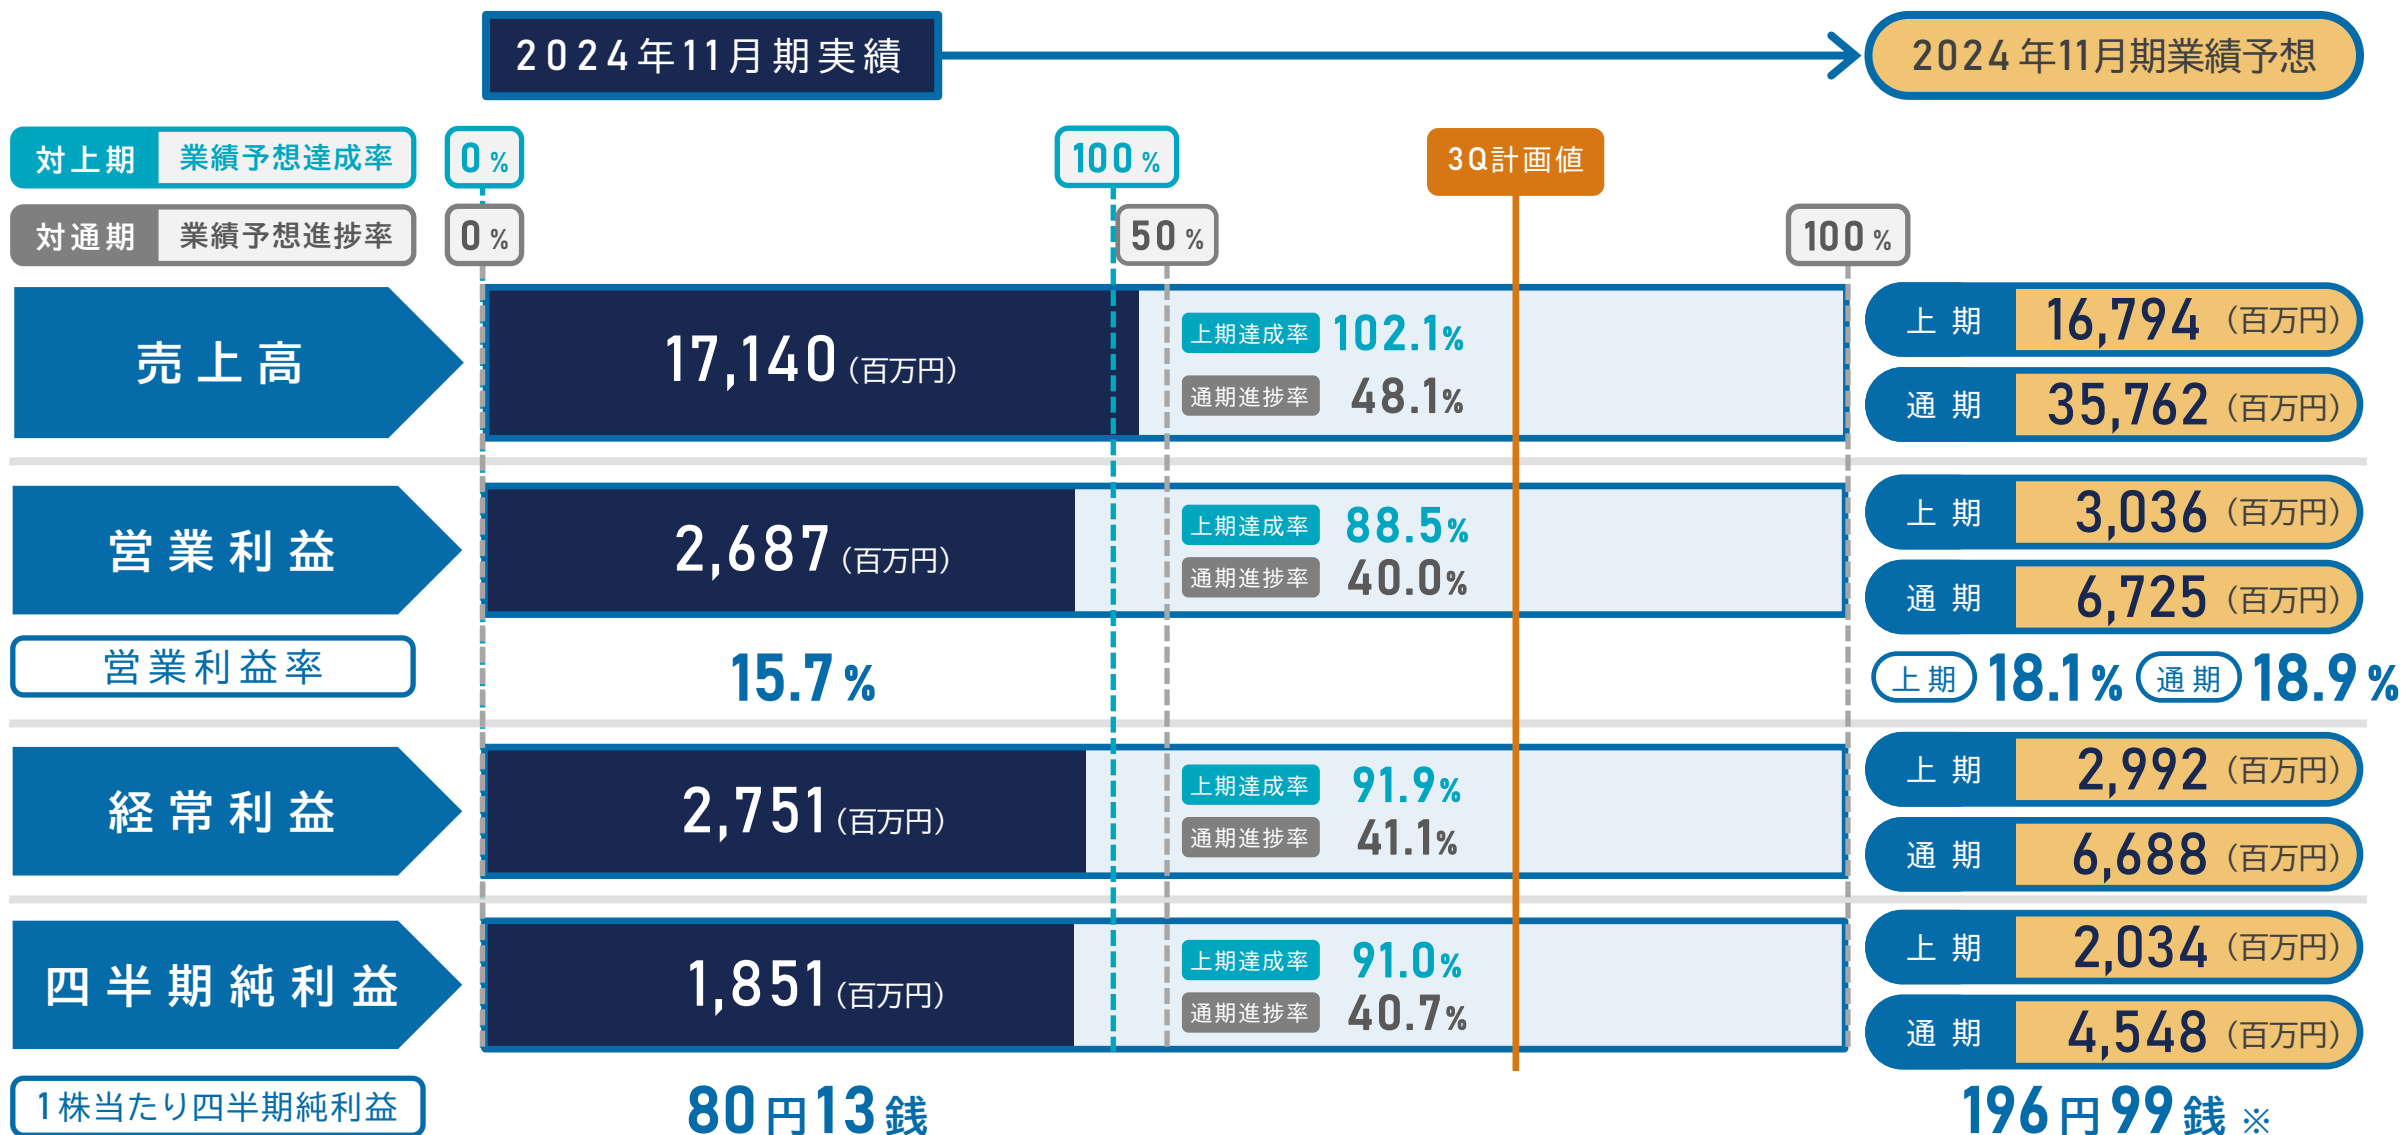 2024年11月期実績
2024年11月期業績予想
対上期 業績予想達成率 0% 100%
3Q計画値
対通期 業績予想進捗率 0% 50% 100%
売上高
17,140(百万円)
上期達成率 102.1%
通期進捗率 48.1%
上期 16,794(百万円)
通期 35,762(百万円)
営業利益
2,687(百万円)
上期達成率 88.5%
通期進捗率 40.0%
上期 3,036(百万円)
通期 6,725(百万円)
営業利益率 15.7% 上期 18.1% 通期 18.9%
経常利益
2,751(百万円)
上期達成率 91.9%
通期進捗率 41.1%
上期 2,992(百万円)
通期 6,688(百万円)
四半期純利益
1,851(百万円)
上期達成率 91.0%
通期進捗率 40.7%
上期 2,034(百万円)
通期 4,548(百万円)
1株当たり四半期純利益 80円13銭 196円99銭※